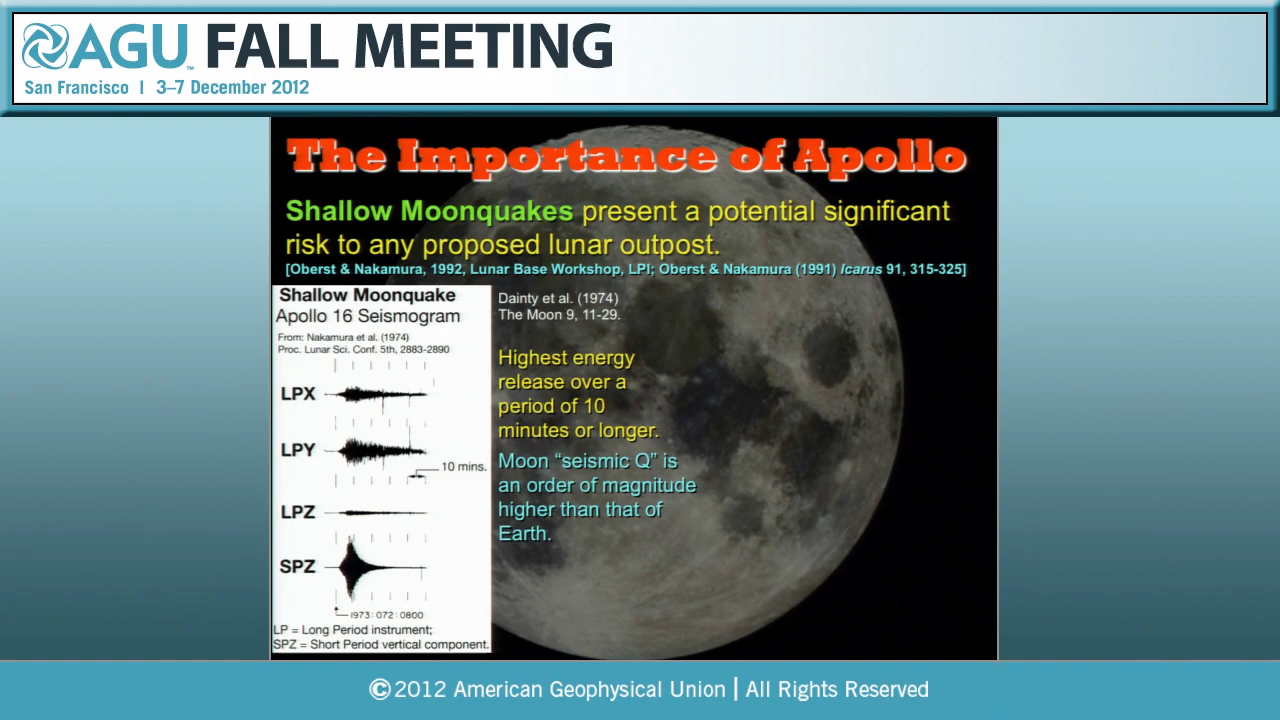 AGU™ FALL MEETING
San Francisco | 3–7 December 2012
The Importance of Apollo
Shallow Moonquakes present a potential significant
risk to any proposed lunar outpost.
[Oberst & Nakamura, 1992, Lunar Base Workshop, LPI; Oberst & Nakamura (1991) Icarus 91, 315-325]
Shallow Moonquake
Apollo 16 Seismogram
From: Nakamura et al. (1974)
Proc. Lunar Sci. Conf. 5th, 2883-2890
LPX
LPY
10 mins.
LPZ
SPZ
1973:072:0800
LP = Long Period instrument;
SPZ = Short Period vertical component.
Dainty et al. (1974)
The Moon 9, 11-29.
Highest energy
release over a
period of 10
minutes or longer.
Moon “seismic Q” is
an order of magnitude
higher than that of
Earth.
©2012 American Geophysical Union | All Rights Reserved